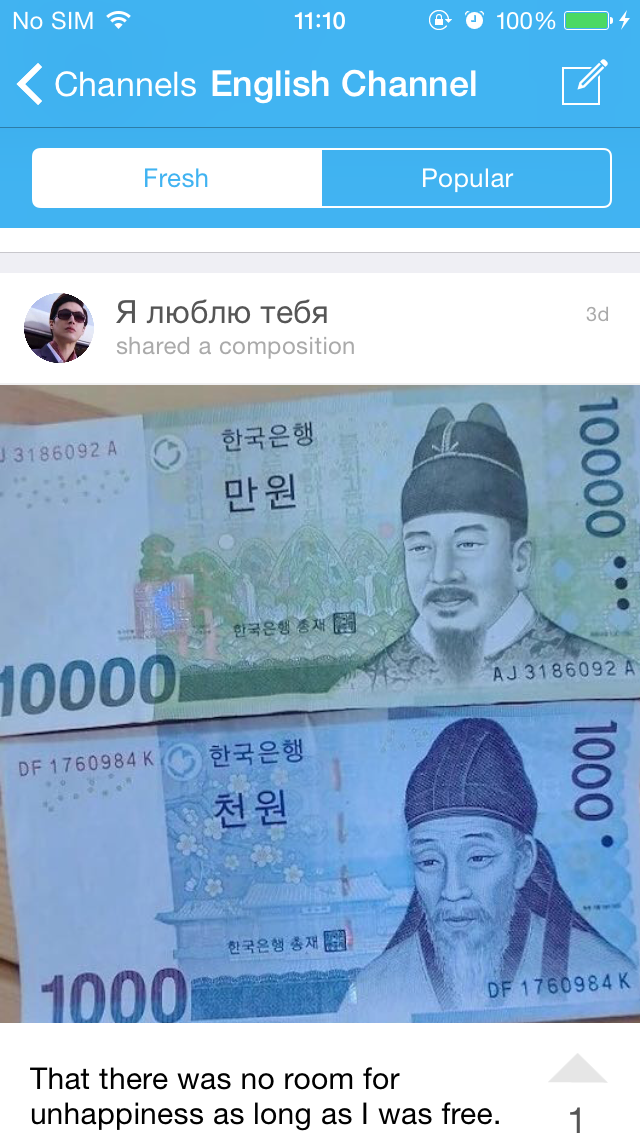 No SIM 11:10 100%
Channels English Channel
Fresh Popular
Я люблю тебя 3d
shared a composition
J 3186092 A
한국은행
만원
10000
한국은행 총재
10000
AJ 3186092 A
DF 1760984 K
한국은행
천원
1000
한국은행 총재
1000
DF 1760984 K
That there was no room for
unhappiness as long as I was free.
1